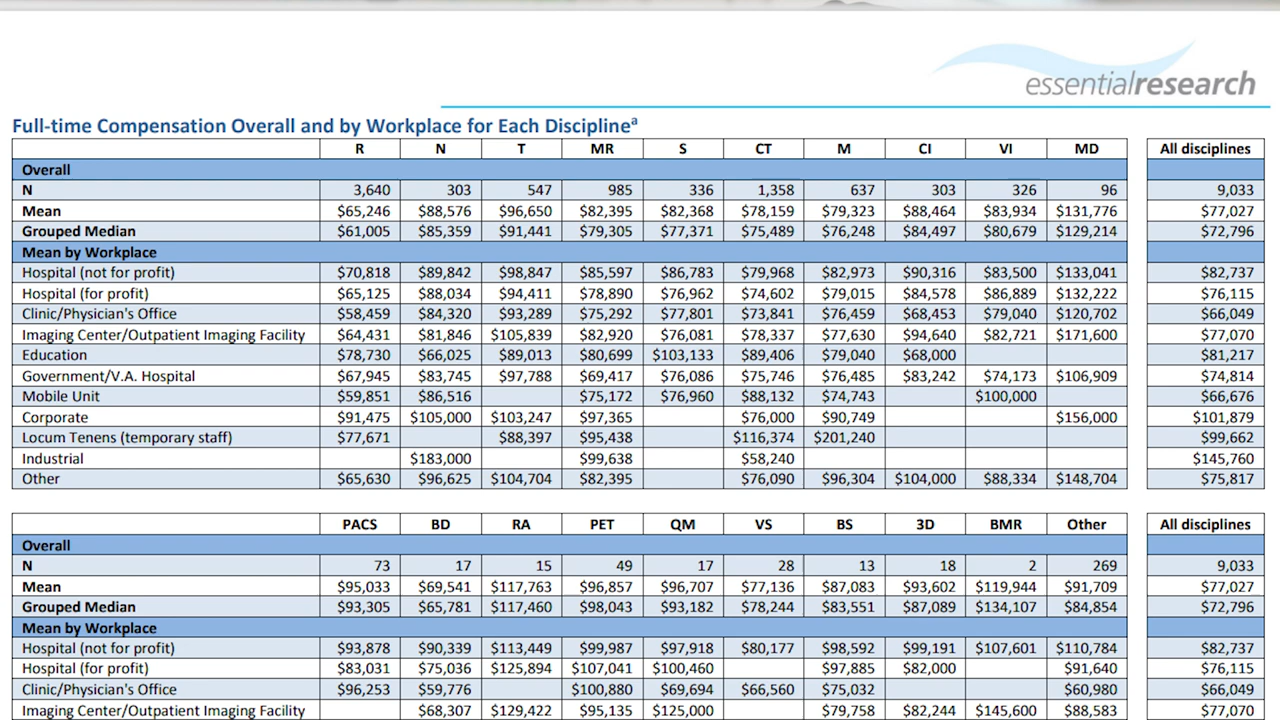 essentialresearch
Full-time Compensation Overall and by Workplace for Each Disciplineᵃ
R N T MR S CT M CI VI MD All disciplines
Overall
N 3,640 303 547 985 336 1,358 637 303 326 96 9,033
Mean $65,246 $88,576 $96,650 $82,395 $82,368 $78,159 $79,323 $88,464 $83,934 $131,776 $77,027
Grouped Median $61,005 $85,359 $91,441 $79,305 $77,371 $75,489 $76,248 $84,497 $80,679 $129,214 $72,796
Mean by Workplace
Hospital (not for profit) $70,818 $89,842 $98,847 $85,597 $86,783 $79,968 $82,973 $90,316 $83,500 $133,041 $82,737
Hospital (for profit) $65,125 $88,034 $94,411 $78,890 $76,962 $74,602 $79,015 $84,578 $86,889 $132,222 $76,115
Clinic/Physician's Office $58,459 $84,320 $93,289 $75,292 $77,801 $73,841 $76,459 $68,453 $79,040 $120,702 $66,049
Imaging Center/Outpatient Imaging Facility $64,431 $81,846 $105,839 $82,920 $76,081 $78,337 $77,630 $94,640 $82,721 $171,600 $77,070
Education $78,730 $66,025 $89,013 $80,699 $103,133 $89,406 $79,040 $68,000 $81,217
Government/V.A. Hospital $67,945 $83,745 $97,788 $69,417 $76,086 $75,746 $76,485 $83,242 $74,173 $106,909 $74,814
Mobile Unit $59,851 $86,516 $75,172 $76,960 $88,132 $74,743 $100,000 $66,676
Corporate $91,475 $105,000 $103,247 $97,365 $76,000 $90,749 $156,000 $101,879
Locum Tenens (temporary staff) $77,671 $88,397 $95,438 $116,374 $201,240 $99,662
Industrial $183,000 $99,638 $58,240 $145,760
Other $65,630 $96,625 $104,704 $82,395 $76,090 $96,304 $104,000 $88,334 $148,704 $75,817
PACS BD RA PET QM VS BS 3D BMR Other All disciplines
Overall
N 73 17 15 49 17 28 13 18 2 269 9,033
Mean $95,033 $69,541 $117,763 $96,857 $96,707 $77,136 $87,083 $93,602 $119,944 $91,709 $77,027
Grouped Median $93,305 $65,781 $117,460 $98,043 $93,182 $78,244 $83,551 $87,089 $134,107 $84,854 $72,796
Mean by Workplace
Hospital (not for profit) $93,878 $90,339 $113,449 $99,987 $97,918 $80,177 $98,592 $99,191 $107,601 $110,784 $82,737
Hospital (for profit) $83,031 $75,036 $125,894 $107,041 $100,460 $97,885 $82,000 $91,640 $76,115
Clinic/Physician's Office $96,253 $59,776 $100,880 $69,694 $66,560 $75,032 $60,980 $66,049
Imaging Center/Outpatient Imaging Facility $68,307 $129,422 $95,135 $125,000 $79,758 $82,244 $145,600 $88,583 $77,070